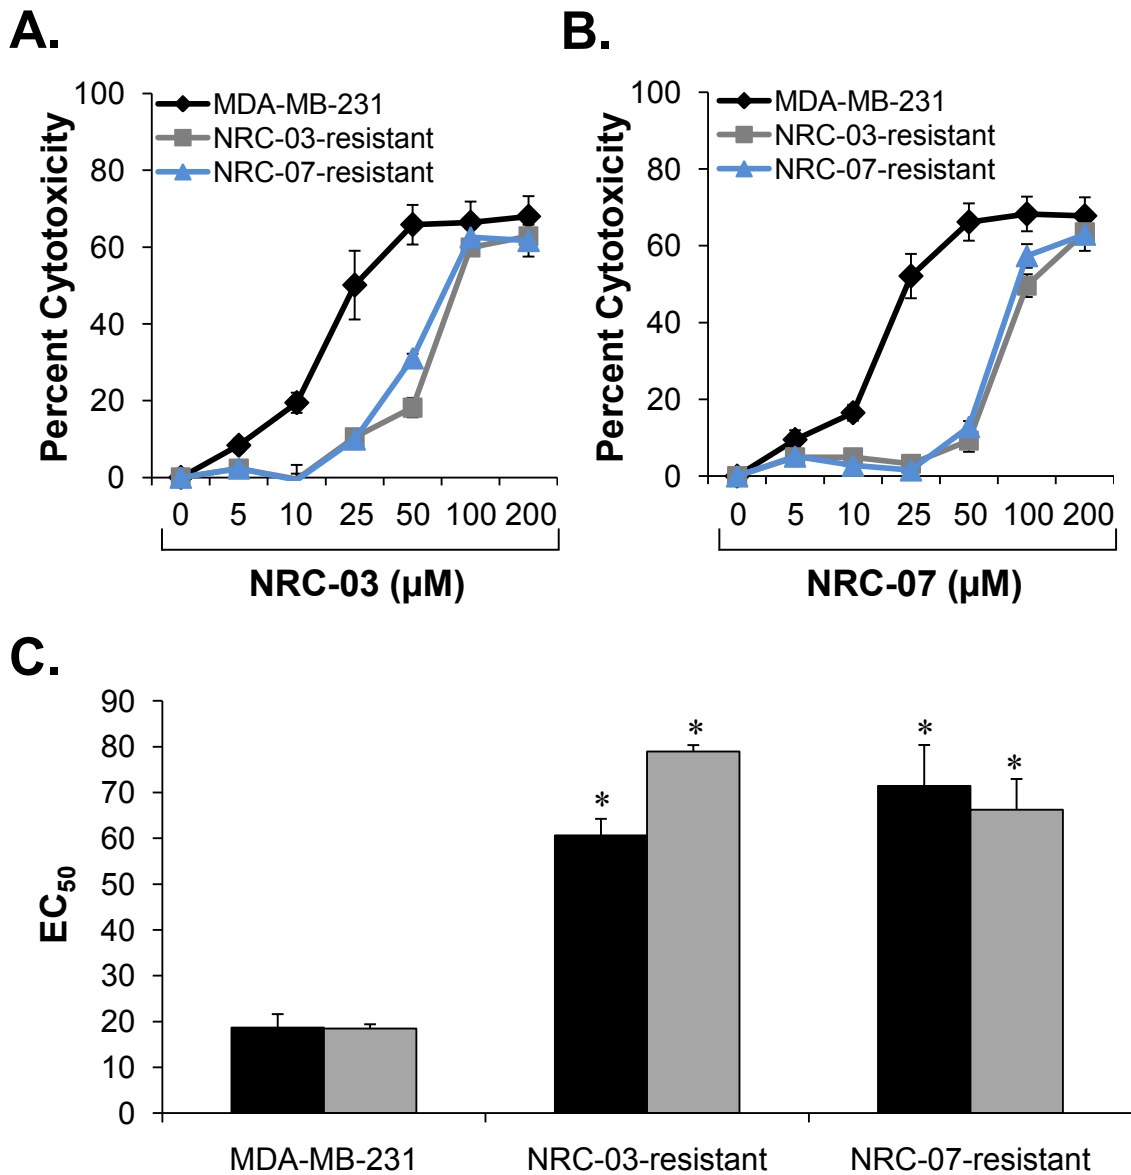 A.
100
80
60
40
20
0
Percent Cytotoxicity
MDA-MB-231
NRC-03-resistant
NRC-07-resistant
0 5 10 25 50 100 200
NRC-03 (µM)
B.
100
80
60
40
20
0
Percent Cytotoxicity
MDA-MB-231
NRC-03-resistant
NRC-07-resistant
0 5 10 25 50 100 200
NRC-07 (µM)
C.
90
80
70
60
50
40
30
20
10
0
EC50
* * * *
MDA-MB-231 NRC-03-resistant NRC-07-resistant